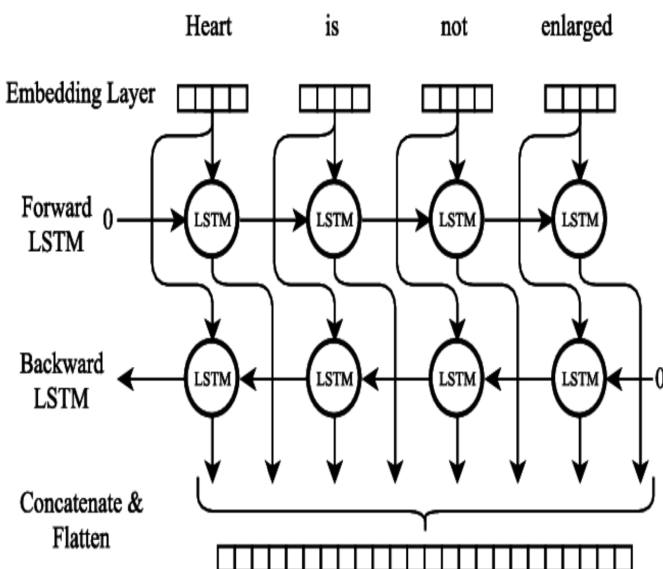 Heart is not enlarged
Embedding Layer
Forward
LSTM
0
LSTM LSTM LSTM LSTM
Backward
LSTM
LSTM LSTM LSTM LSTM
0
Concatenate &
Flatten